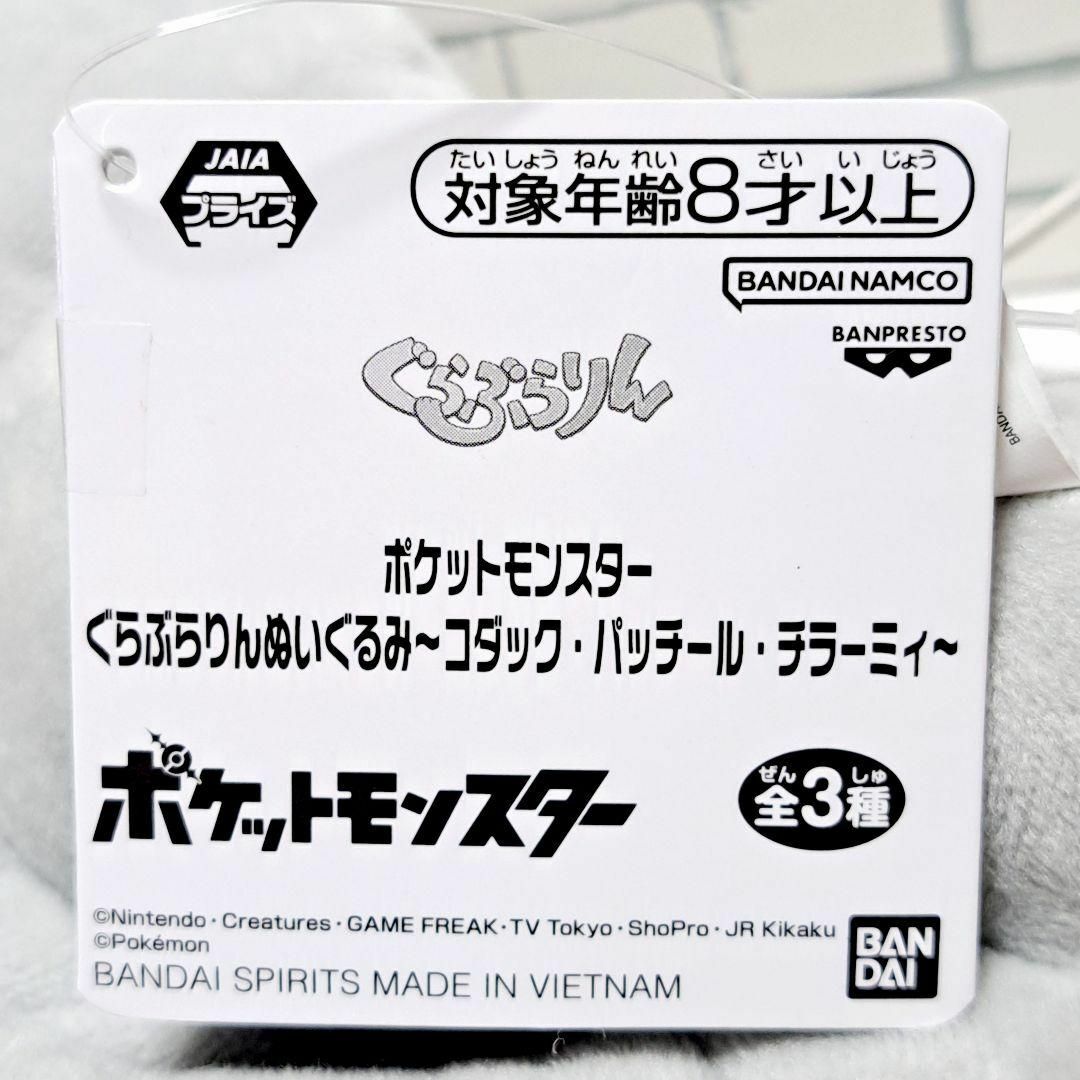 JAIA
プライズ
たいしょうねんれい さいいじょう
対象年齢8才以上
BANDAI NAMCO
BANPRESTO
ぐらぶらりん
ポケットモンスター
ぐらぶらりんぬいぐるみ~コダック・パッチール・チラーミィ~
ポケットモンスター
ぜん しゅ
全3種
©Nintendo・Creatures・GAME FREAK・TV Tokyo・ShoPro・JR Kikaku
©Pokémon
BANDAI SPIRITS MADE IN VIETNAM
BAN
DAI